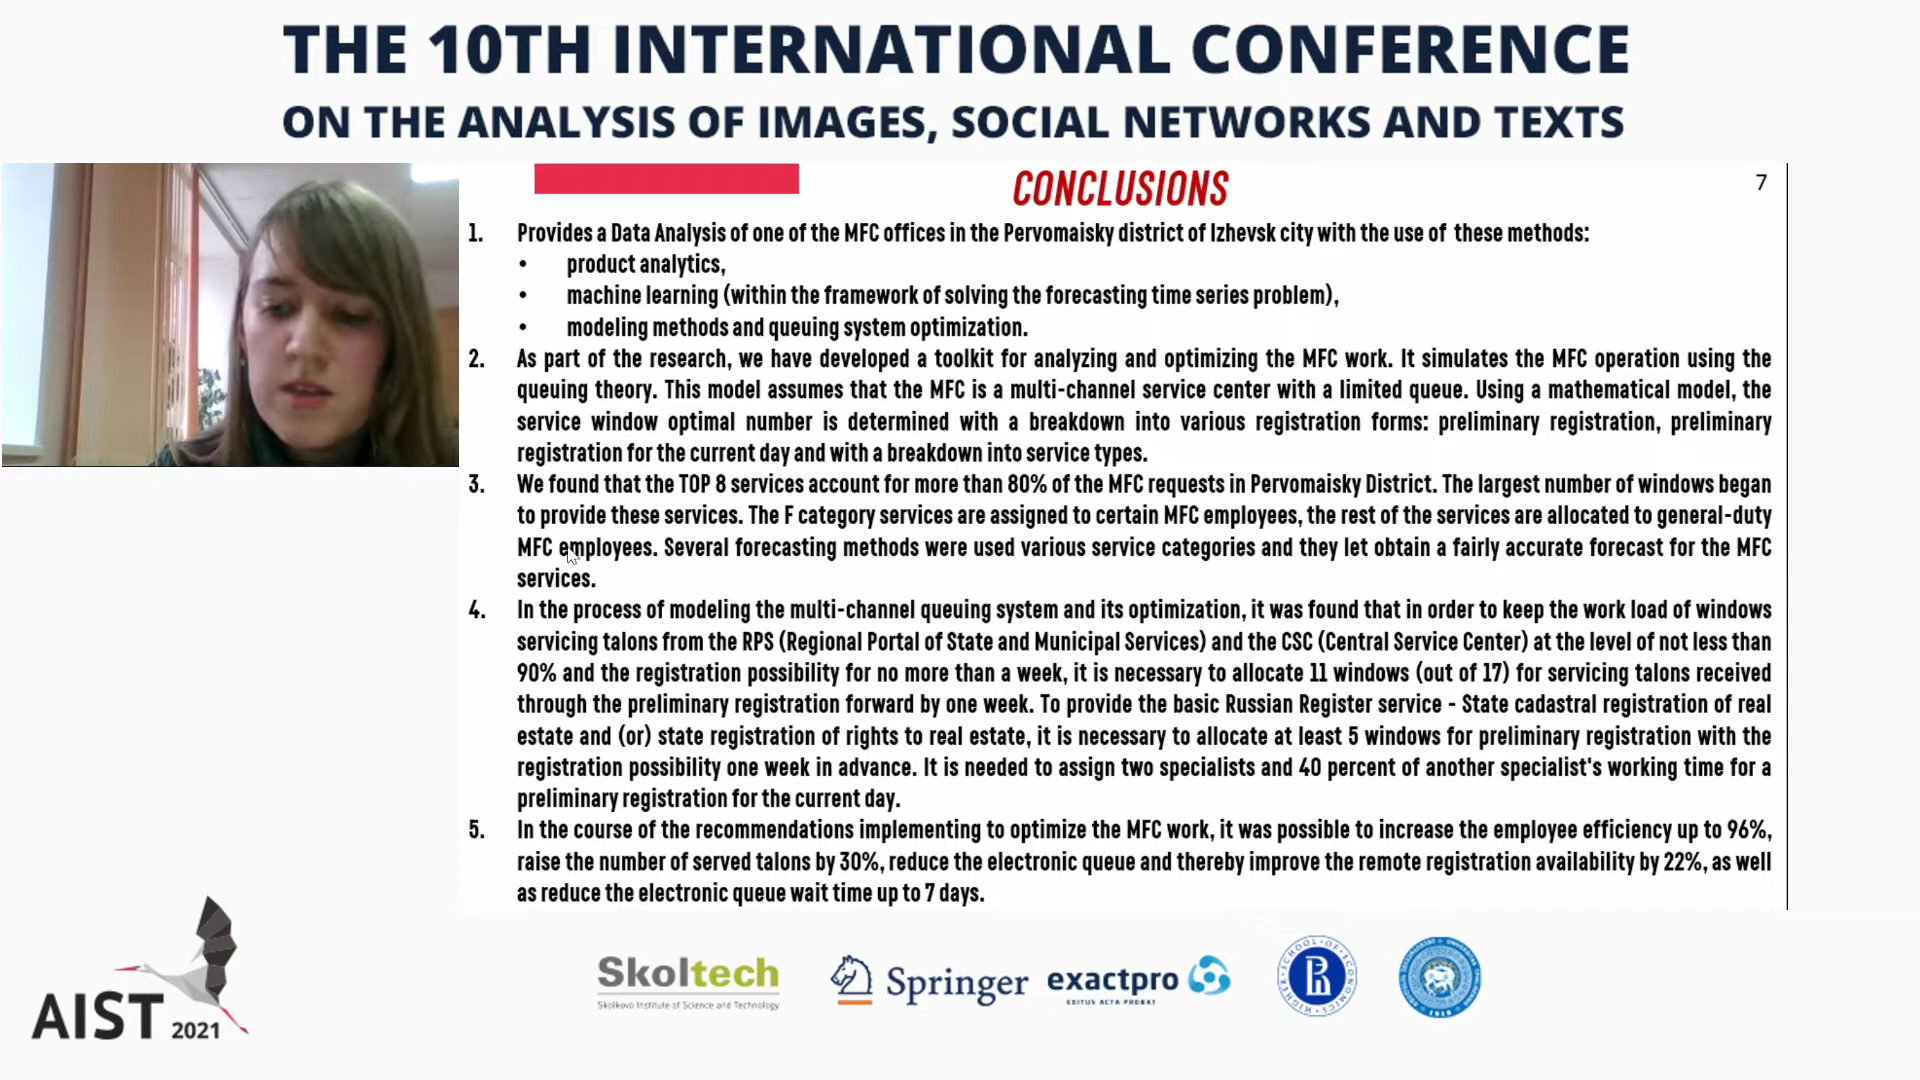 THE 10TH INTERNATIONAL CONFERENCE
ON THE ANALYSIS OF IMAGES, SOCIAL NETWORKS AND TEXTS
CONCLUSIONS
7
1. Provides a Data Analysis of one of the MFC offices in the Pervomaisky district of Izhevsk city with the use of these methods:
• product analytics,
• machine learning (within the framework of solving the forecasting time series problem),
• modeling methods and queuing system optimization.
2. As part of the research, we have developed a toolkit for analyzing and optimizing the MFC work. It simulates the MFC operation using the
queuing theory. This model assumes that the MFC is a multi-channel service center with a limited queue. Using a mathematical model, the
service window optimal number is determined with a breakdown into various registration forms: preliminary registration, preliminary
registration for the current day and with a breakdown into service types.
3. We found that the TOP 8 services account for more than 80% of the MFC requests in Pervomaisky District. The largest number of windows began
to provide these services. The F category services are assigned to certain MFC employees, the rest of the services are allocated to general-duty
MFC employees. Several forecasting methods were used various service categories and they let obtain a fairly accurate forecast for the MFC
services.
4. In the process of modeling the multi-channel queuing system and its optimization, it was found that in order to keep the work load of windows
servicing talons from the RPS (Regional Portal of State and Municipal Services) and the CSC (Central Service Center) at the level of not less than
90% and the registration possibility for no more than a week, it is necessary to allocate 11 windows (out of 17) for servicing talons received
through the preliminary registration forward by one week. To provide the basic Russian Register service - State cadastral registration of real
estate and (or) state registration of rights to real estate, it is necessary to allocate at least 5 windows for preliminary registration with the
registration possibility one week in advance. It is needed to assign two specialists and 40 percent of another specialist's working time for a
preliminary registration for the current day.
5. In the course of the recommendations implementing to optimize the MFC work, it was possible to increase the employee efficiency up to 96%,
raise the number of served talons by 30%, reduce the electronic queue and thereby improve the remote registration availability by 22%, as well
as reduce the electronic queue wait time up to 7 days.
AIST 2021
Skoltech
Skolkovo Institute of Science and Technology
Springer
exactpro
EXITUS ACTA PROBAT
HIGHER SCHOOL OF ECONOMICS